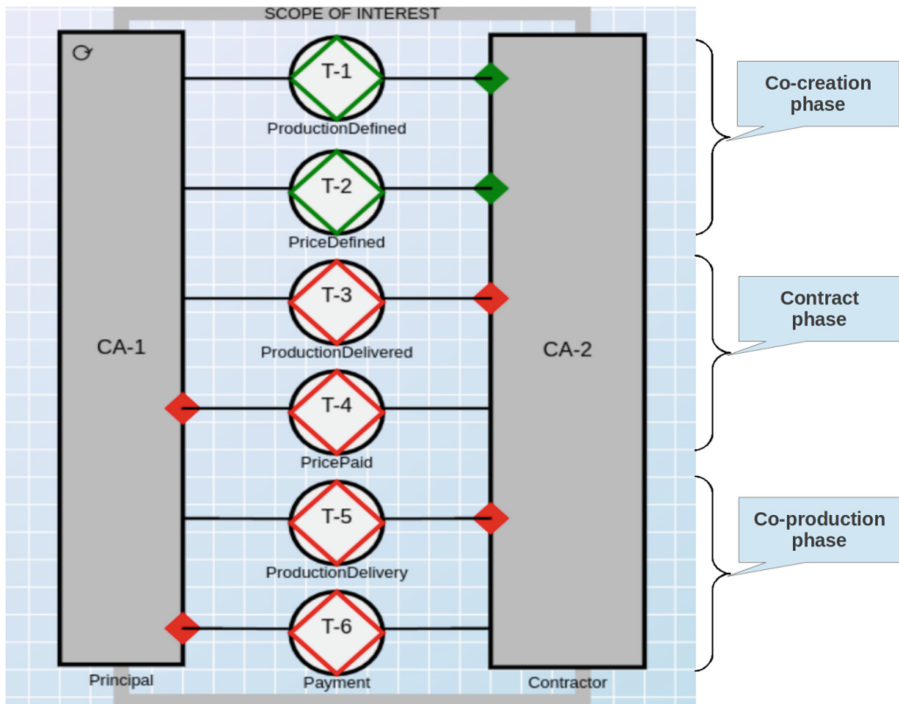 SCOPE OF INTEREST
T-1
ProductionDefined
Co-creation
phase
T-2
PriceDefined
T-3
ProductionDelivered
Contract
phase
CA-1
CA-2
T-4
PricePaid
T-5
ProductionDelivery
Co-production
phase
T-6
Principal
Payment
Contractor